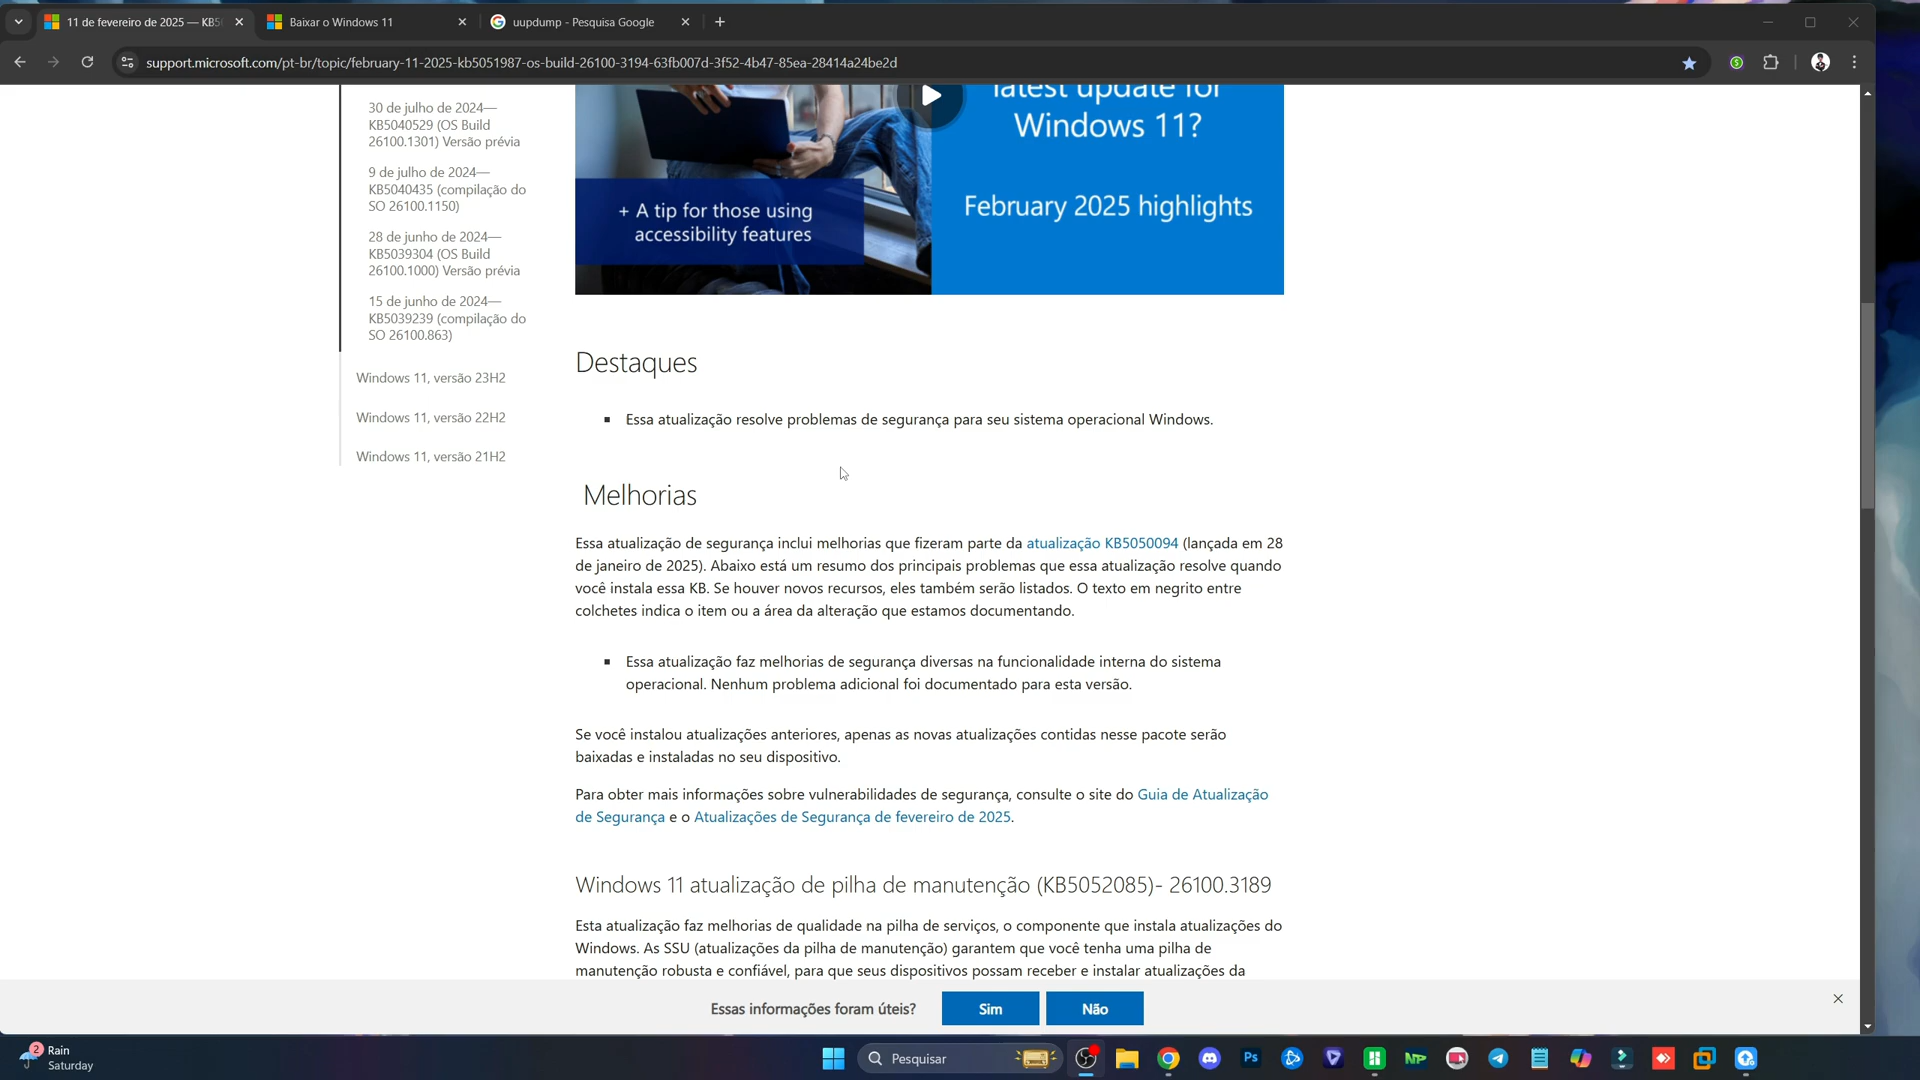 11 de fevereiro de 2025 — KB5
Baixar o Windows 11
uupdump - Pesquisa Google
support.microsoft.com/pt-br/topic/february-11-2025-kb5051987-os-build-26100-3194-63fb007d-3f52-4b47-85ea-28414a24be2d
30 de julho de 2024—
KB5040529 (OS Build
26100.1301) Versão prévia
9 de julho de 2024—
KB5040435 (compilação do
SO 26100.1150)
28 de junho de 2024—
KB5039304 (OS Build
26100.1000) Versão prévia
15 de junho de 2024—
KB5039239 (compilação do
SO 26100.863)
Windows 11, versão 23H2
Windows 11, versão 22H2
Windows 11, versão 21H2
latest update for
Windows 11?
February 2025 highlights
+ A tip for those using
accessibility features
Destaques
Essa atualização resolve problemas de segurança para seu sistema operacional Windows.
Melhorias
Essa atualização de segurança inclui melhorias que fizeram parte da atualização KB5050094 (lançada em 28
de janeiro de 2025). Abaixo está um resumo dos principais problemas que essa atualização resolve quando
você instala essa KB. Se houver novos recursos, eles também serão listados. O texto em negrito entre
colchetes indica o item ou a área da alteração que estamos documentando.
Essa atualização faz melhorias de segurança diversas na funcionalidade interna do sistema
operacional. Nenhum problema adicional foi documentado para esta versão.
Se você instalou atualizações anteriores, apenas as novas atualizações contidas nesse pacote serão
baixadas e instaladas no seu dispositivo.
Para obter mais informações sobre vulnerabilidades de segurança, consulte o site do Guia de Atualização
de Segurança e o Atualizações de Segurança de fevereiro de 2025.
Windows 11 atualização de pilha de manutenção (KB5052085)- 26100.3189
Esta atualização faz melhorias de qualidade na pilha de serviços, o componente que instala atualizações do
Windows. As SSU (atualizações da pilha de manutenção) garantem que você tenha uma pilha de
manutenção robusta e confiável, para que seus dispositivos possam receber e instalar atualizações da
Essas informações foram úteis?
Sim
Não
2
Rain
Saturday
Pesquisar
Ps
NP